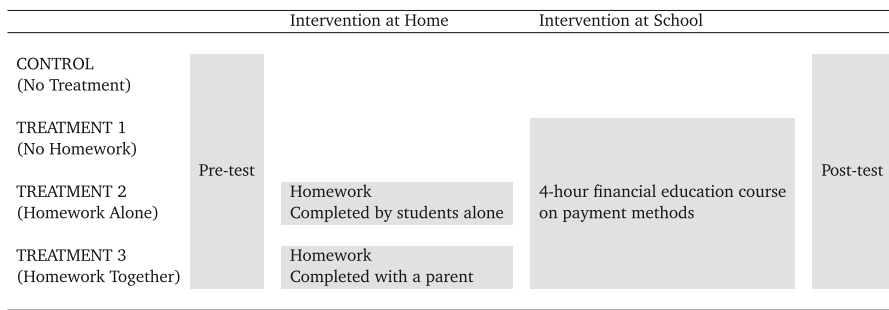 Intervention at Home Intervention at School
CONTROL
(No Treatment)
TREATMENT 1
(No Homework)
Pre-test
Post-test
TREATMENT 2
(Homework Alone)
Homework
Completed by students alone
4-hour financial education course
on payment methods
TREATMENT 3
(Homework Together)
Homework
Completed with a parent